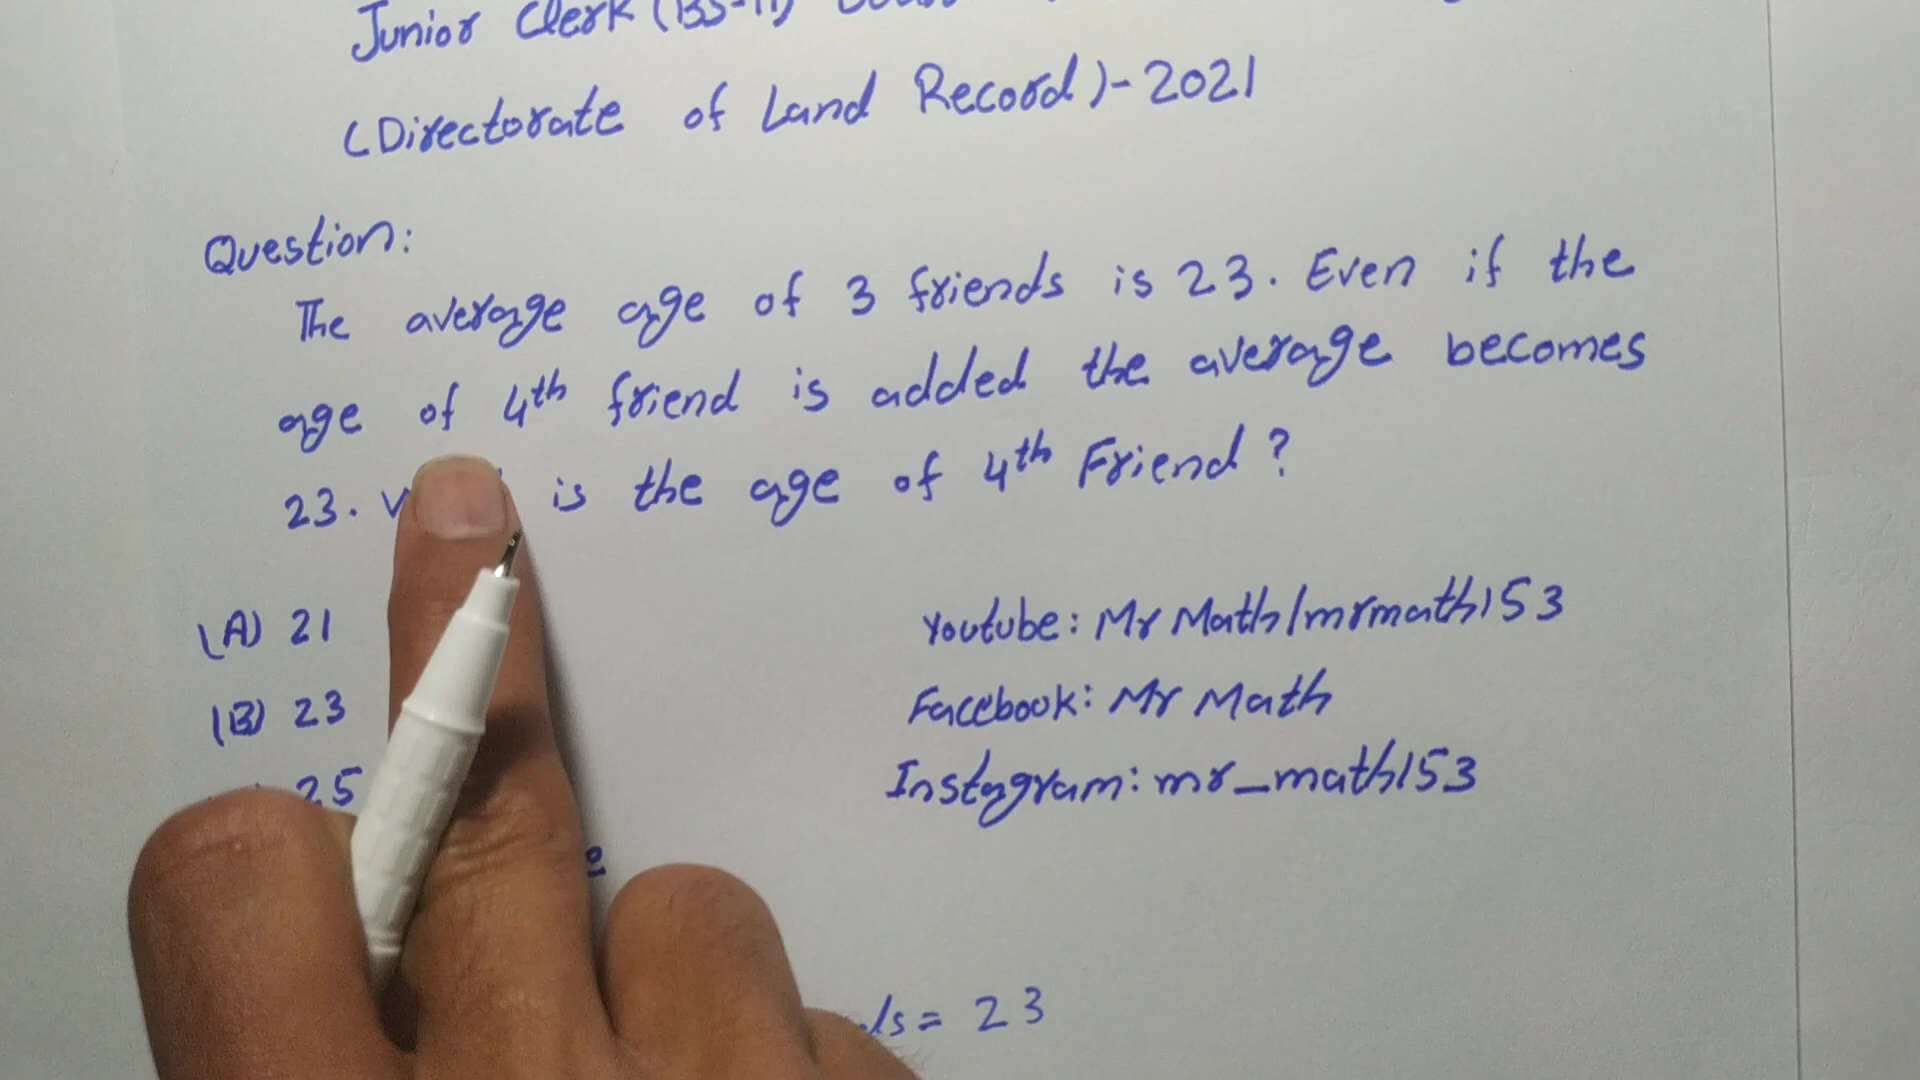 Junior Clerk (BS-11)
(Directorate of Land Record)-2021
Question:
The average age of 3 friends is 23. Even if the
age of 4th friend is added the average becomes
23. is the age of 4th Friend?
(A) 21
(B) 23
25
Youtube: Mr Math/mrmath153
Facebook: Mr Math
Instagram: mr_math153
= 23